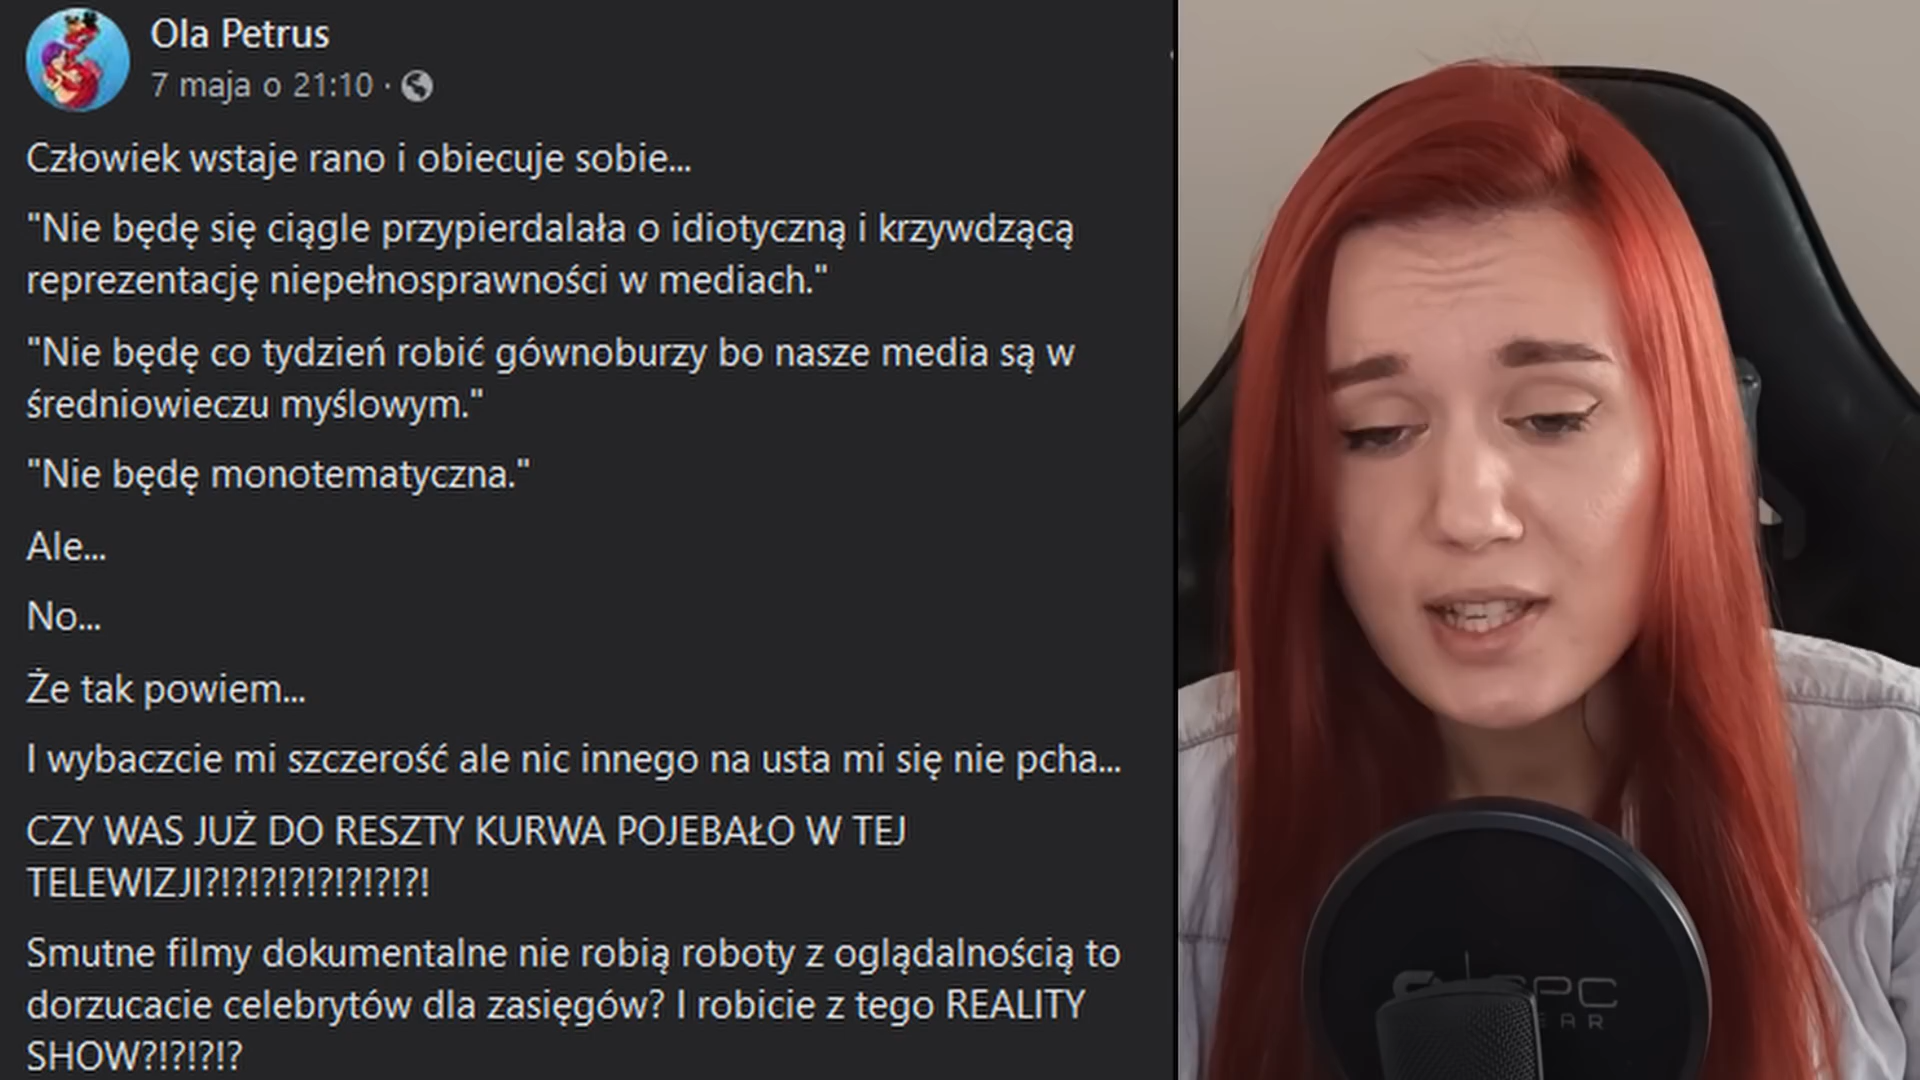 Ola Petrus
7 maja o 21:10 ·
Człowiek wstaje rano i obiecuje sobie...
"Nie będę się ciągle przypierdalała o idiotyczną i krzywdzącą
reprezentację niepełnosprawności w mediach."
"Nie będę co tydzień robić gównoburzy bo nasze media są w
średniowieczu myślowym."
"Nie będę monotematyczna."
Ale...
No...
Że tak powiem...
I wybaczcie mi szczerość ale nic innego na usta mi się nie pcha...
CZY WAS JUŻ DO RESZTY KURWA POJEBAŁO W TEJ
TELEWIZJI?!?!?!?!?!?!?!?!
Smutne filmy dokumentalne nie robią roboty z oglądalnością to
dorzucacie celebrytów dla zasięgów? I robicie z tego REALITY
SHOW?!?!?!?